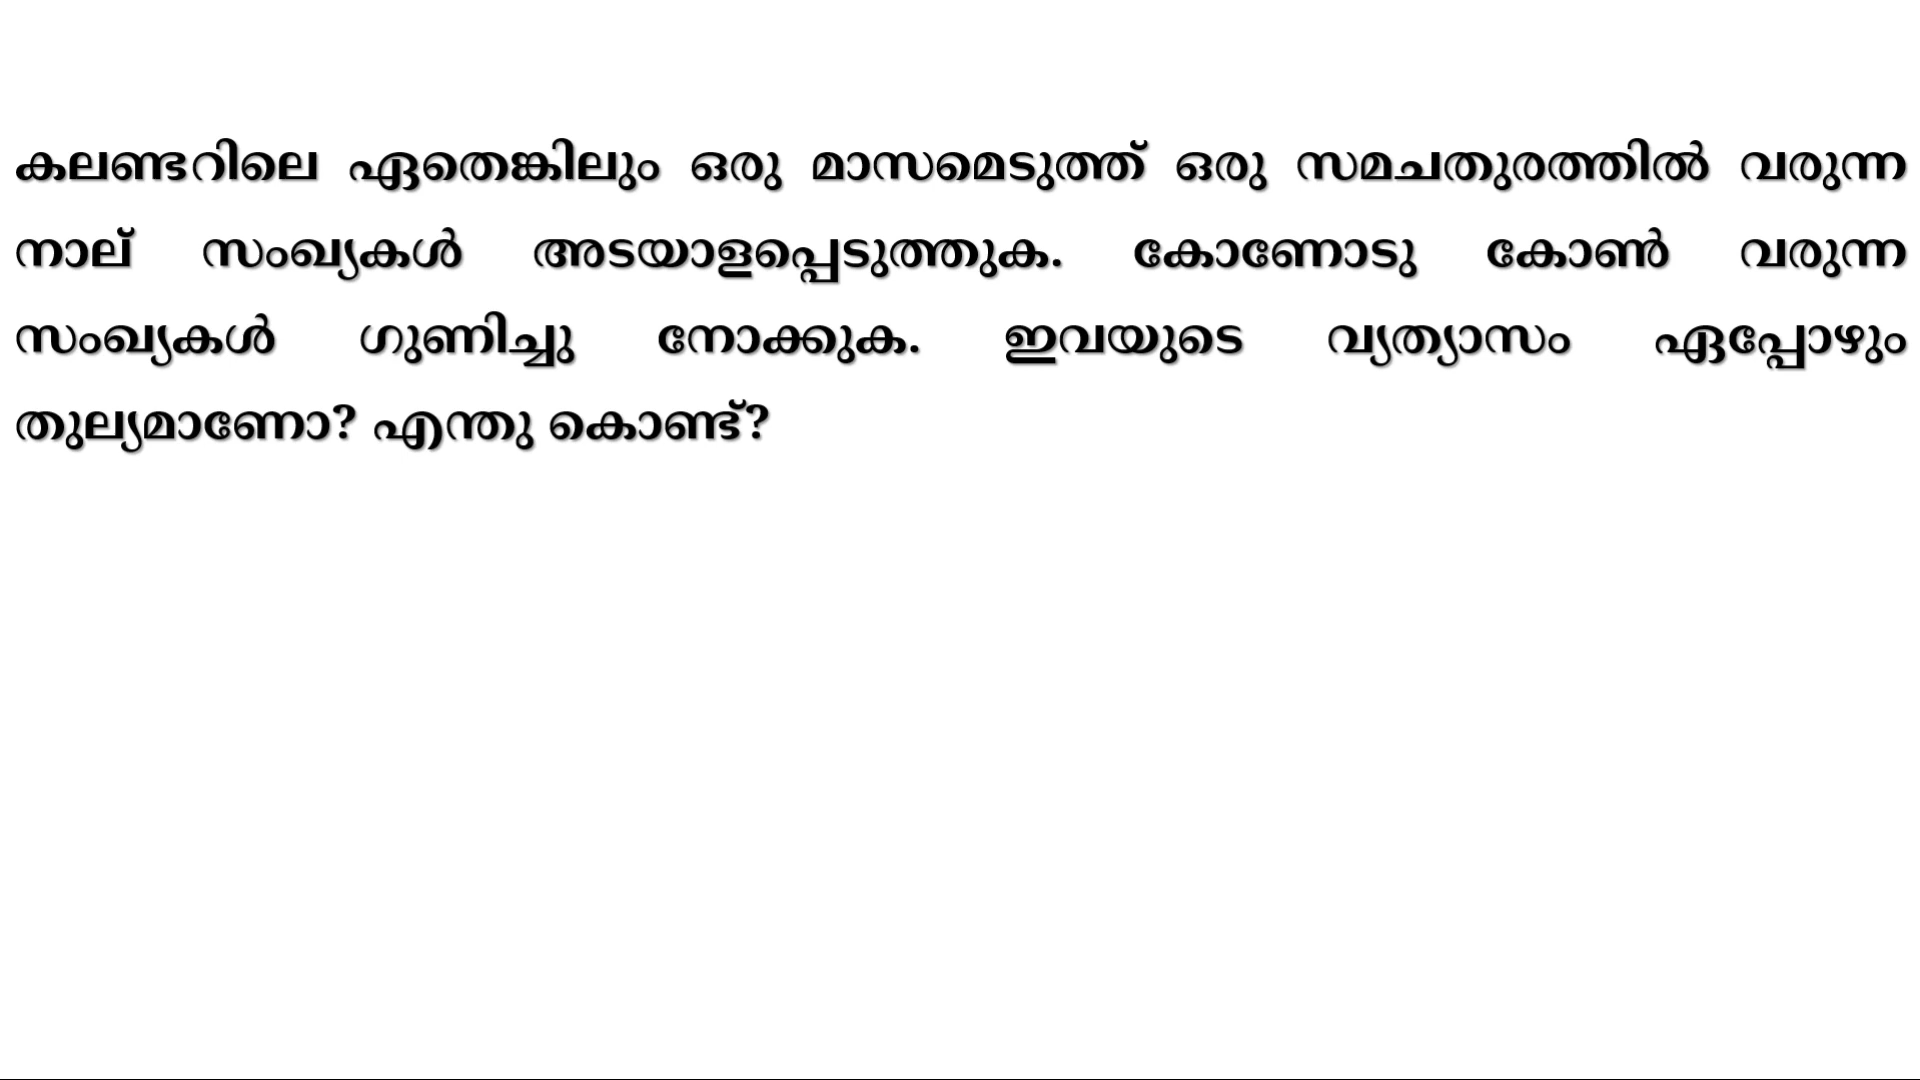 കലണ്ടറിലെ ഏതെങ്കിലും ഒരു മാസമെടുത്ത് ഒരു സമചതുരത്തിൽ വരുന്ന
നാല് സംഖ്യകൾ അടയാളപ്പെടുത്തുക. കോണോടു കോൺ വരുന്ന
സംഖ്യകൾ ഗുണിച്ചു നോക്കുക. ഇവയുടെ വ്യത്യാസം ഏപ്പോഴും
തുല്യമാണോ? എന്തു കൊണ്ട്?